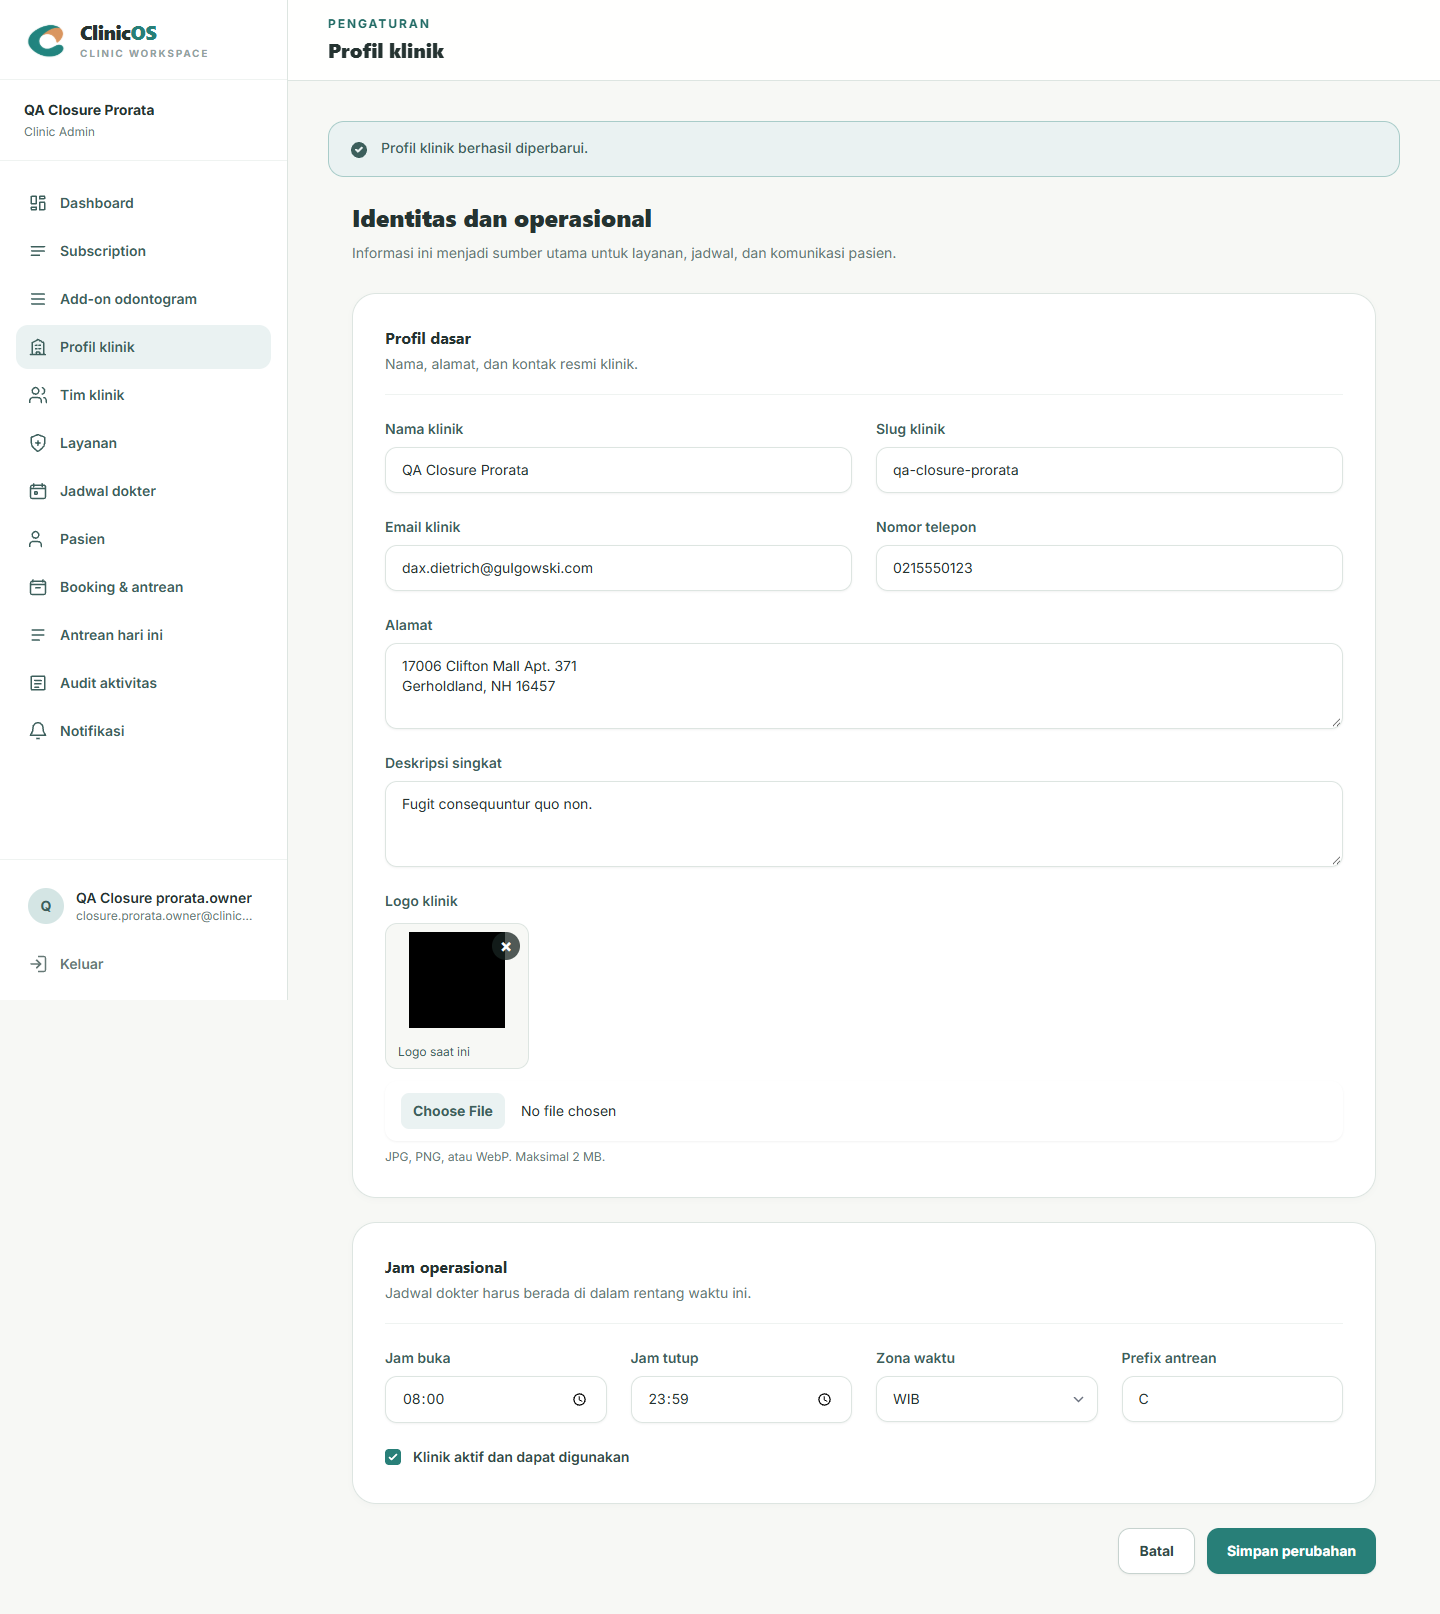 ClinicOS
CLINIC WORKSPACE
QA Closure Prorata
Clinic Admin
Dashboard
Subscription
Add-on odontogram
Profil klinik
Tim klinik
Layanan
Jadwal dokter
Pasien
Booking & antrean
Antrean hari ini
Audit aktivitas
Notifikasi
Q
QA Closure prorata.owner
closure.prorata.owner@clinic...
Keluar
PENGATURAN
Profil klinik
Profil klinik berhasil diperbarui.
Identitas dan operasional
Informasi ini menjadi sumber utama untuk layanan, jadwal, dan komunikasi pasien.
Profil dasar
Nama, alamat, dan kontak resmi klinik.
Nama klinik
QA Closure Prorata
Slug klinik
qa-closure-prorata
Email klinik
dax.dietrich@gulgowski.com
Nomor telepon
0215550123
Alamat
17006 Clifton Mall Apt. 371
Gerholdland, NH 16457
Deskripsi singkat
Fugit consequuntur quo non.
Logo klinik
Logo saat ini
Choose File
No file chosen
JPG, PNG, atau WebP. Maksimal 2 MB.
Jam operasional
Jadwal dokter harus berada di dalam rentang waktu ini.
Jam buka
08:00
Jam tutup
23:59
Zona waktu
WIB
Prefix antrean
C
Klinik aktif dan dapat digunakan
Batal
Simpan perubahan